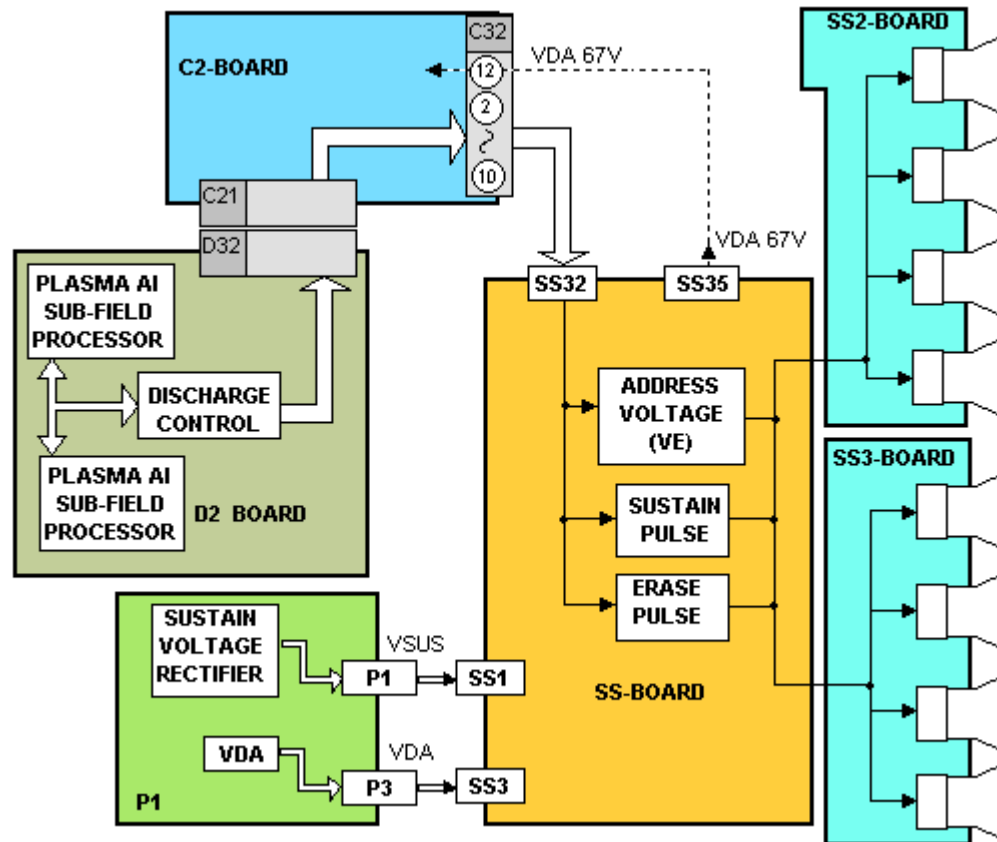 C2-BOARD
C32
12
2
10
VDA 67V
SS2-BOARD
C21
D32
VDA 67V
PLASMA AI
SUB-FIELD
PROCESSOR
DISCHARGE
CONTROL
PLASMA AI
SUB-FIELD
PROCESSOR
D2 BOARD
SS32
SS35
ADDRESS
VOLTAGE
(VE)
SUSTAIN
PULSE
ERASE
PULSE
SS-BOARD
SS3-BOARD
SUSTAIN
VOLTAGE
RECTIFIER
VSUS
P1
SS1
VDA
VDA
P3
SS3
P1